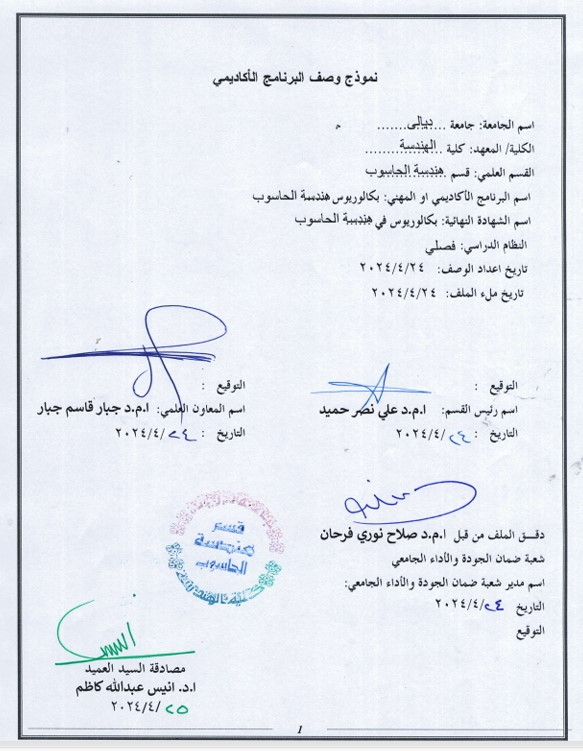 نموذج وصف البرنامج الأكاديمي
اسم الجامعة: جامعة ...ديالى.......
الكلية/ المعهد: كلية ...الهندسة.........
القسم العلمي: قسم ..هندسة الحاسوب
اسم البرنامج الأكاديمي او المهني: بكالوريوس هندسة الحاسوب
اسم الشهادة النهائية: بكالوريوس في هندسة الحاسوب
النظام الدراسي: فصلي
تاريخ اعداد الوصف: ٢٠٢٤/٤/٢٤
تاريخ ملء الملف: ٢٠٢٤/٤/٢٤
التوقيع :
اسم رئيس القسم: ا.م.د علي نصر حميد
التاريخ : ٢٠٢٤/٤/٢٤
التوقيع :
اسم المعاون العلمي: ا.م.د جبار قاسم جبار
التاريخ : ٢٠٢٤/٤/٢٤
دقق الملف من قبل ا.م.د صلاح نوري فرحان
شعبة ضمان الجودة والأداء الجامعي
اسم مدير شعبة ضمان الجودة والأداء الجامعي:
التاريخ ٢٠٢٤/٤/٢٤
التوقيع
قسم
هندسة
الحاسوب
كلية الهندسة
مصادقة السيد العميد
ا.د. انيس عبدالله كاظم
٢٠٢٤/٤/٢٥
1